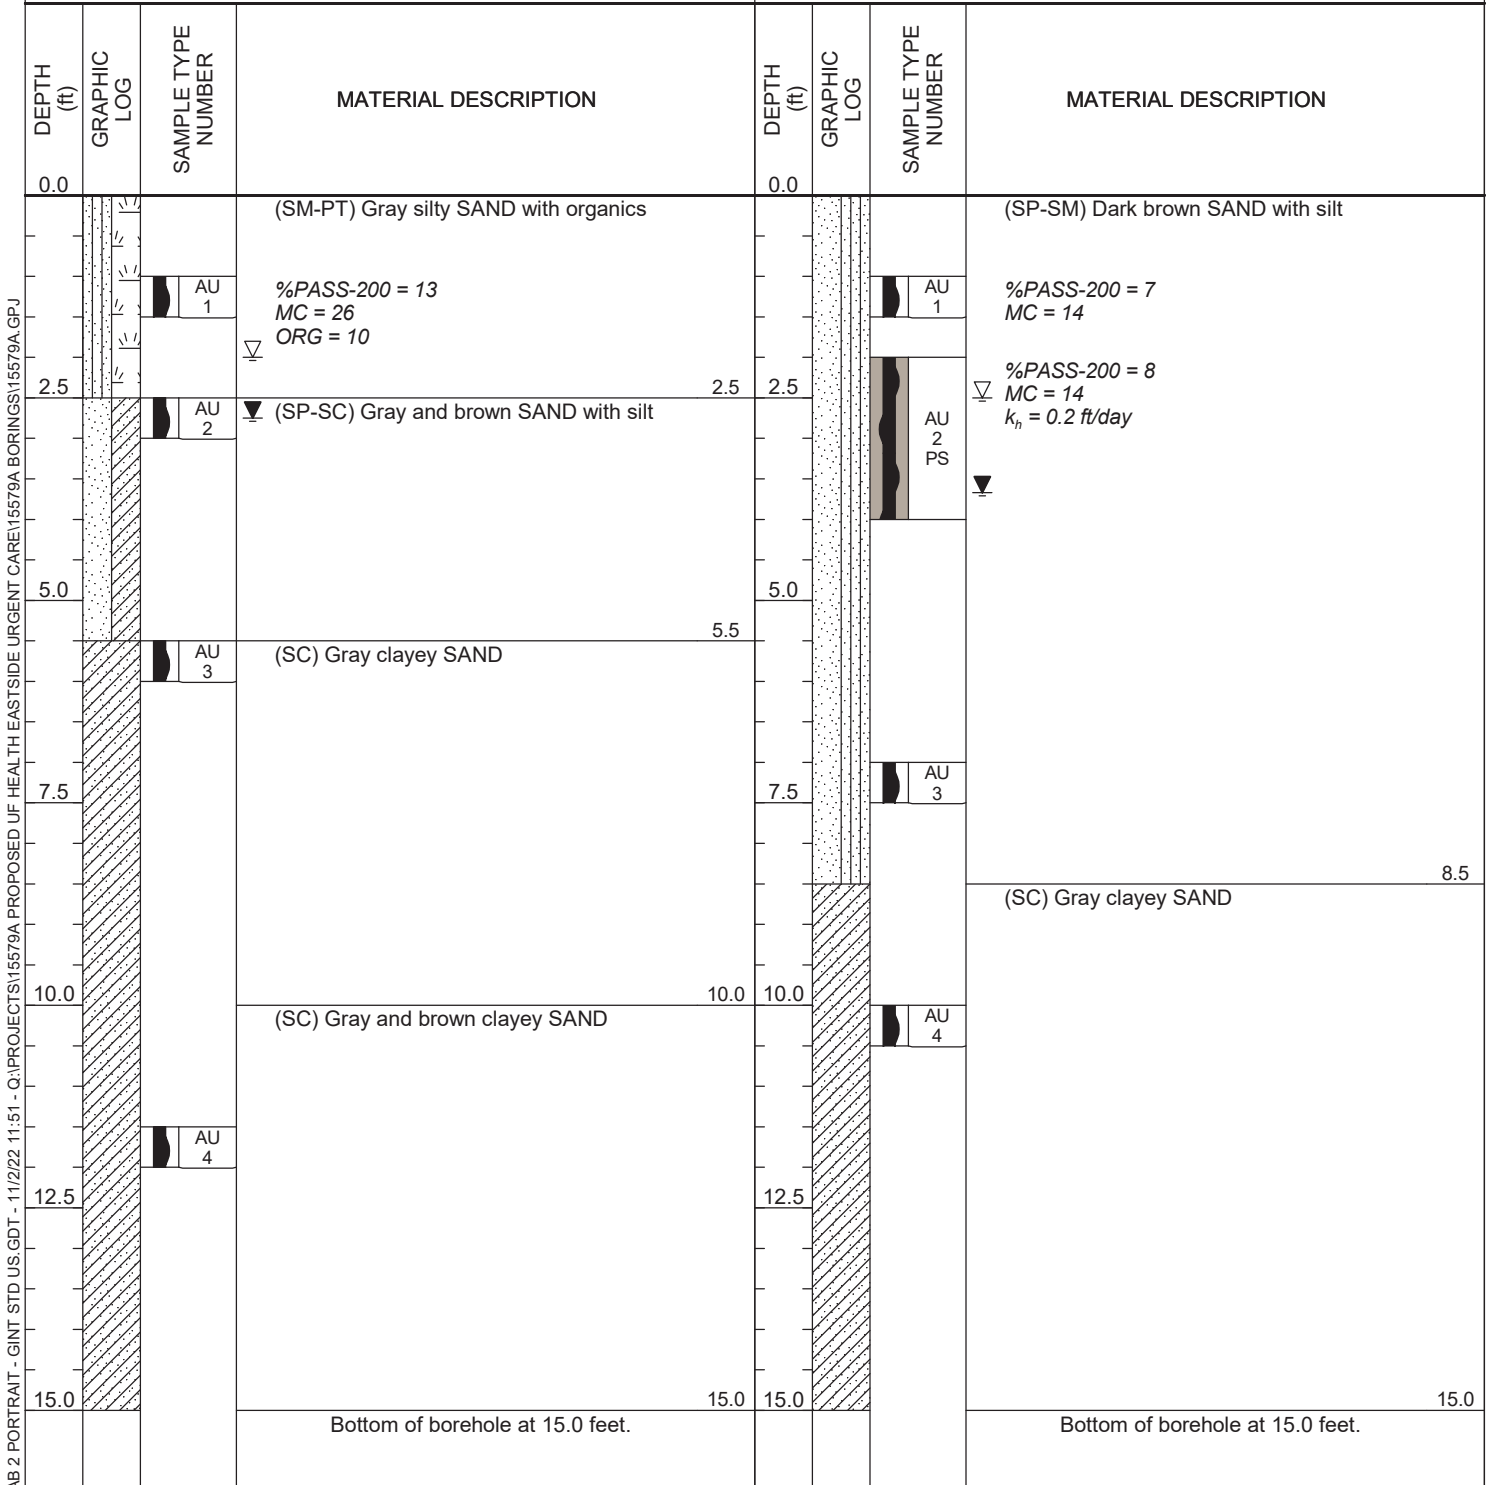 DEPTH
(ft)
GRAPHIC
LOG
SAMPLE TYPE
NUMBER
MATERIAL DESCRIPTION
0.0
(SM-PT) Gray silty SAND with organics
AU
1
%PASS-200 = 13
MC = 26
ORG = 10
2.5
2.5
AU
2
(SP-SC) Gray and brown SAND with silt
5.0
5.5
AU
3
(SC) Gray clayey SAND
7.5
10.0
10.0
(SC) Gray and brown clayey SAND
AU
4
12.5
15.0
15.0
Bottom of borehole at 15.0 feet.
DEPTH
(ft)
GRAPHIC
LOG
SAMPLE TYPE
NUMBER
MATERIAL DESCRIPTION
0.0
(SP-SM) Dark brown SAND with silt
AU
1
%PASS-200 = 7
MC = 14
2.5
AU
2
PS
%PASS-200 = 8
MC = 14
kh = 0.2 ft/day
5.0
7.5
AU
3
8.5
(SC) Gray clayey SAND
10.0
AU
4
12.5
15.0
15.0
Bottom of borehole at 15.0 feet.
2 PORTRAIT - GINT STD US.GDT - 11/2/22 11:51 - Q:\PROJECTS\15579A PROPOSED UF HEALTH EASTSIDE URGENT CARE\15579A BORINGS\15579A.GPJ